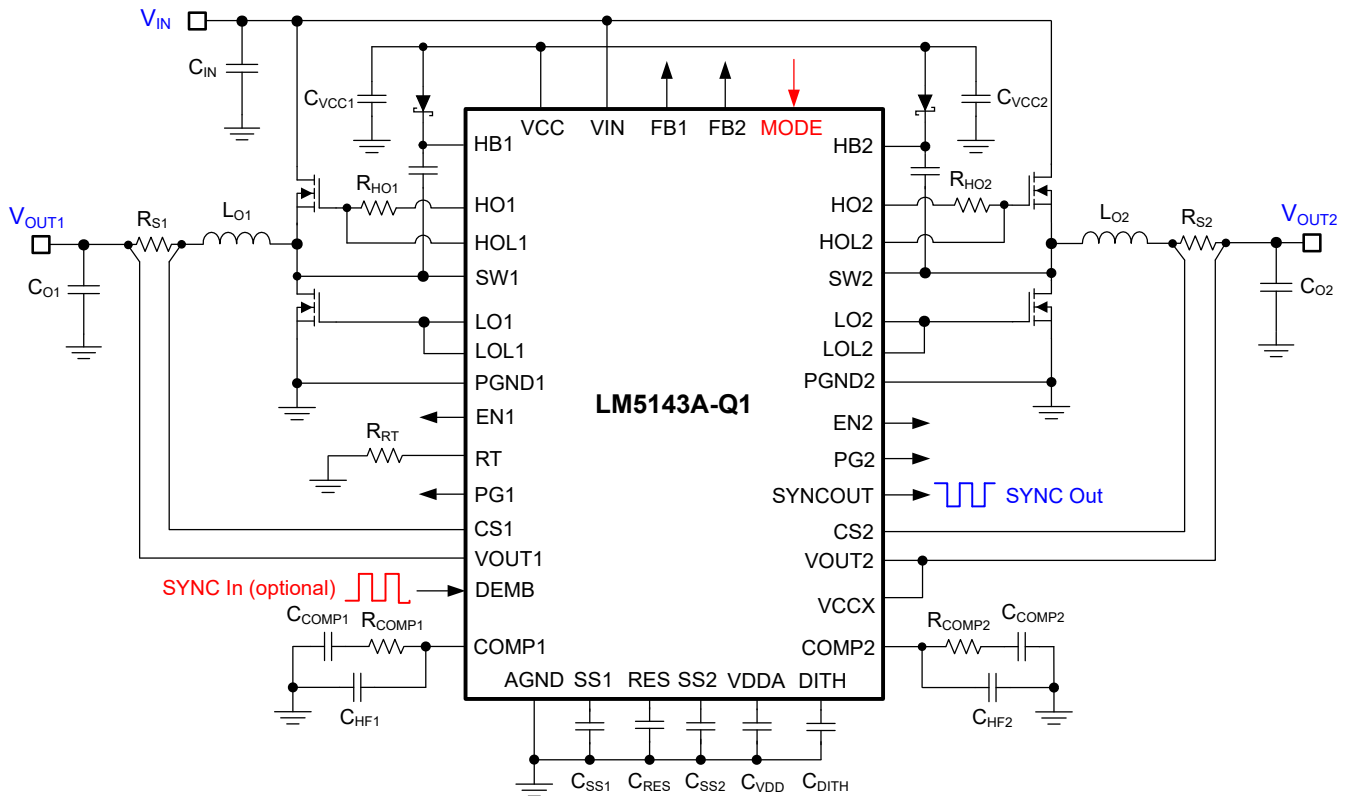 VIN
CIN
CVCC1
CVCC2
VCC
VIN
FB1
FB2
MODE
HB1
HB2
RHO1
HO1
HO2
RHO2
VOUT1
RS1
LO1
HOL1
HOL2
LO2
RS2
VOUT2
SW1
SW2
CO1
CO2
LO1
LO2
LOL1
LOL2
PGND1
PGND2
LM5143A-Q1
EN1
EN2
RRT
RT
PG2
PG1
SYNCOUT
SYNC Out
CS1
CS2
VOUT1
VOUT2
SYNC In (optional)
DEMB
VCCX
CCOMP1
RCOMP1
COMP1
COMP2
RCOMP2
CCOMP2
CHF1
CHF2
AGND
SS1
RES
SS2
VDDA
DITH
CSS1
CRES
CSS2
CVDD
CDITH